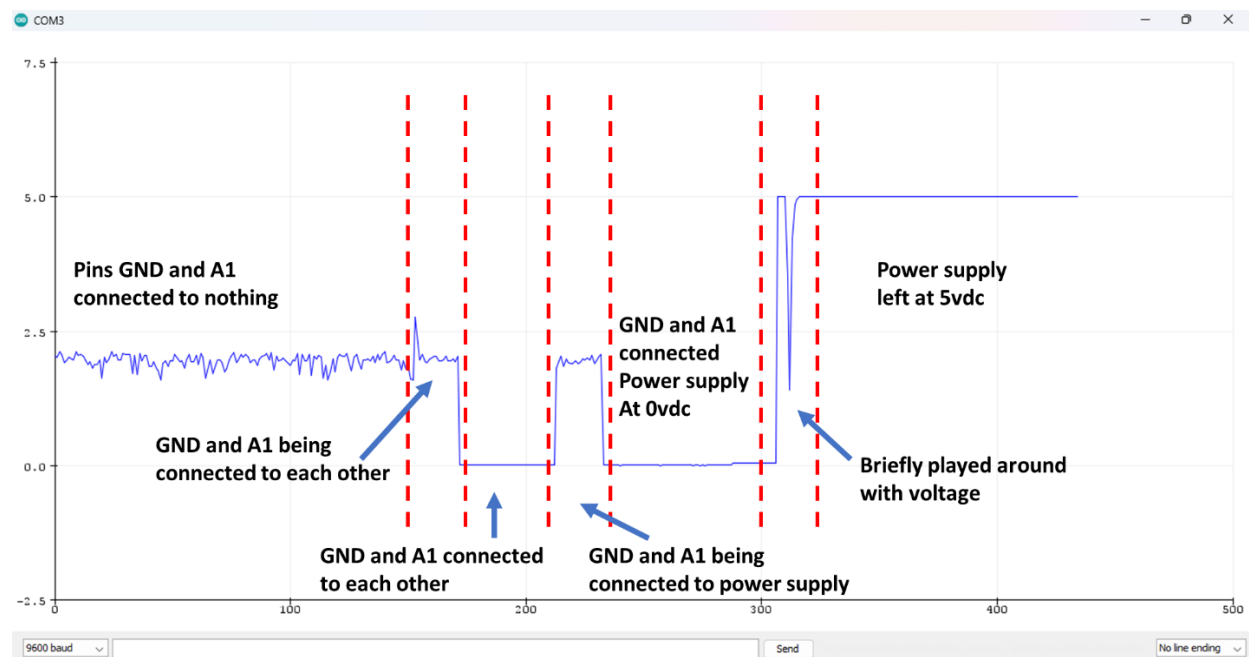 COM3
7.5
5.0
2.5
0.0
-2.5
Pins GND and A1
connected to nothing
GND and A1 being
connected to each other
GND and A1 connected
to each other
GND and A1 being
connected to power supply
GND and A1
connected
Power supply
At 0vdc
Briefly played around
with voltage
Power supply
left at 5vdc
0
100
200
300
400
500
9600 baud
Send
No line ending